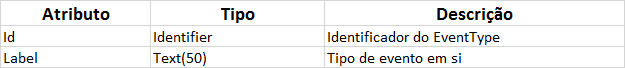 Atributo Tipo Descrição
Id Identifier Identificador do EventType
Label Text(50) Tipo de evento em si